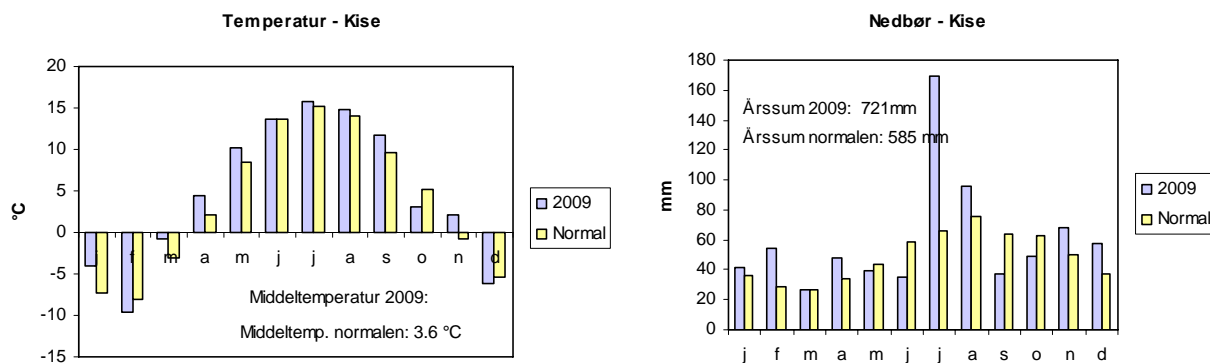 Temperatur - Kise
20
15
10
5
0
-5
-10
-15
°C
j f m a m j j a s o n d
Middeltemperatur 2009:
Middeltemp. normalen: 3.6 °C
2009
Normal
Nedbør - Kise
180
160
140
120
100
80
60
40
20
0
mm
Årssum 2009: 721mm
Årssum normalen: 585 mm
j f m a m j j a s o n d
2009
Normal